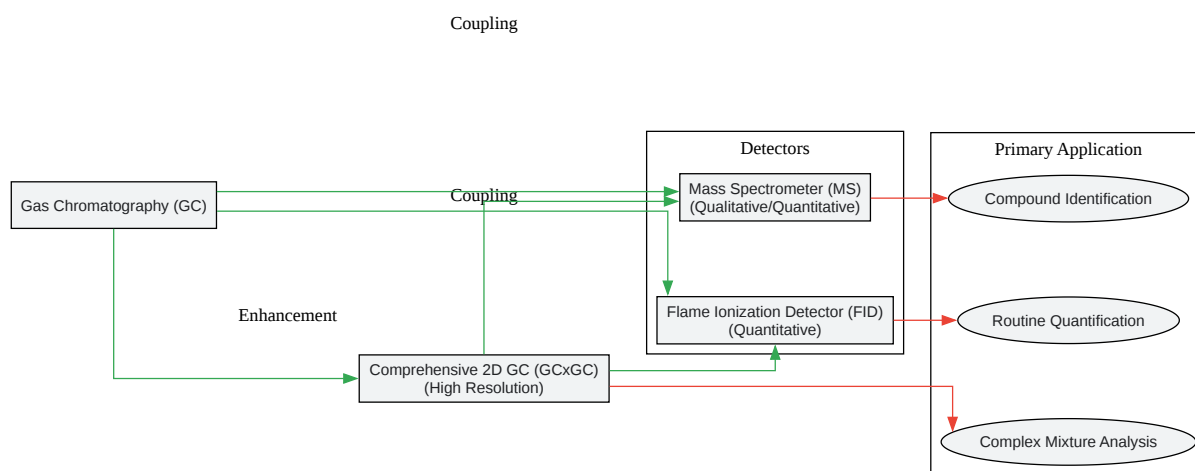 Coupling
Detectors
Primary Application
Gas Chromatography (GC)
Coupling
Mass Spectrometer (MS)
(Qualitative/Quantitative)
Compound Identification
Enhancement
Flame Ionization Detector (FID)
(Quantitative)
Routine Quantification
Comprehensive 2D GC (GCxGC)
(High Resolution)
Complex Mixture Analysis